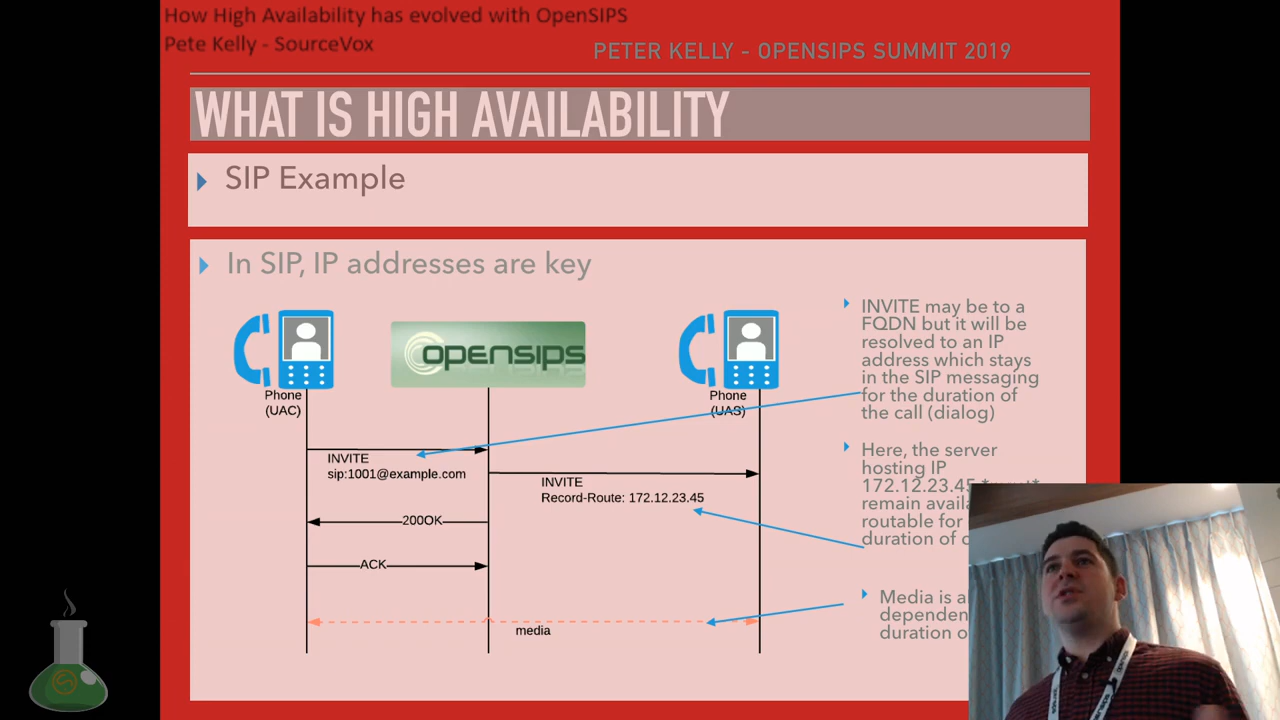 How High Availability has evolved with OpenSIPS
Pete Kelly - SourceVox
PETER KELLY - OPENSIPS SUMMIT 2019
WHAT IS HIGH AVAILABILITY
SIP Example
In SIP, IP addresses are key
OPENSIPS
Phone
(UAC)
Phone
(UAS)
INVITE
sip:1001@example.com
INVITE
Record-Route: 172.12.23.45
200OK
ACK
media
INVITE may be to a
FQDN but it will be
resolved to an IP
address which stays
in the SIP messaging
for the duration of
the call (dialog)
Here, the server
hosting IP
172.12.23.45
remain
routable for
duration of
Media is
duration